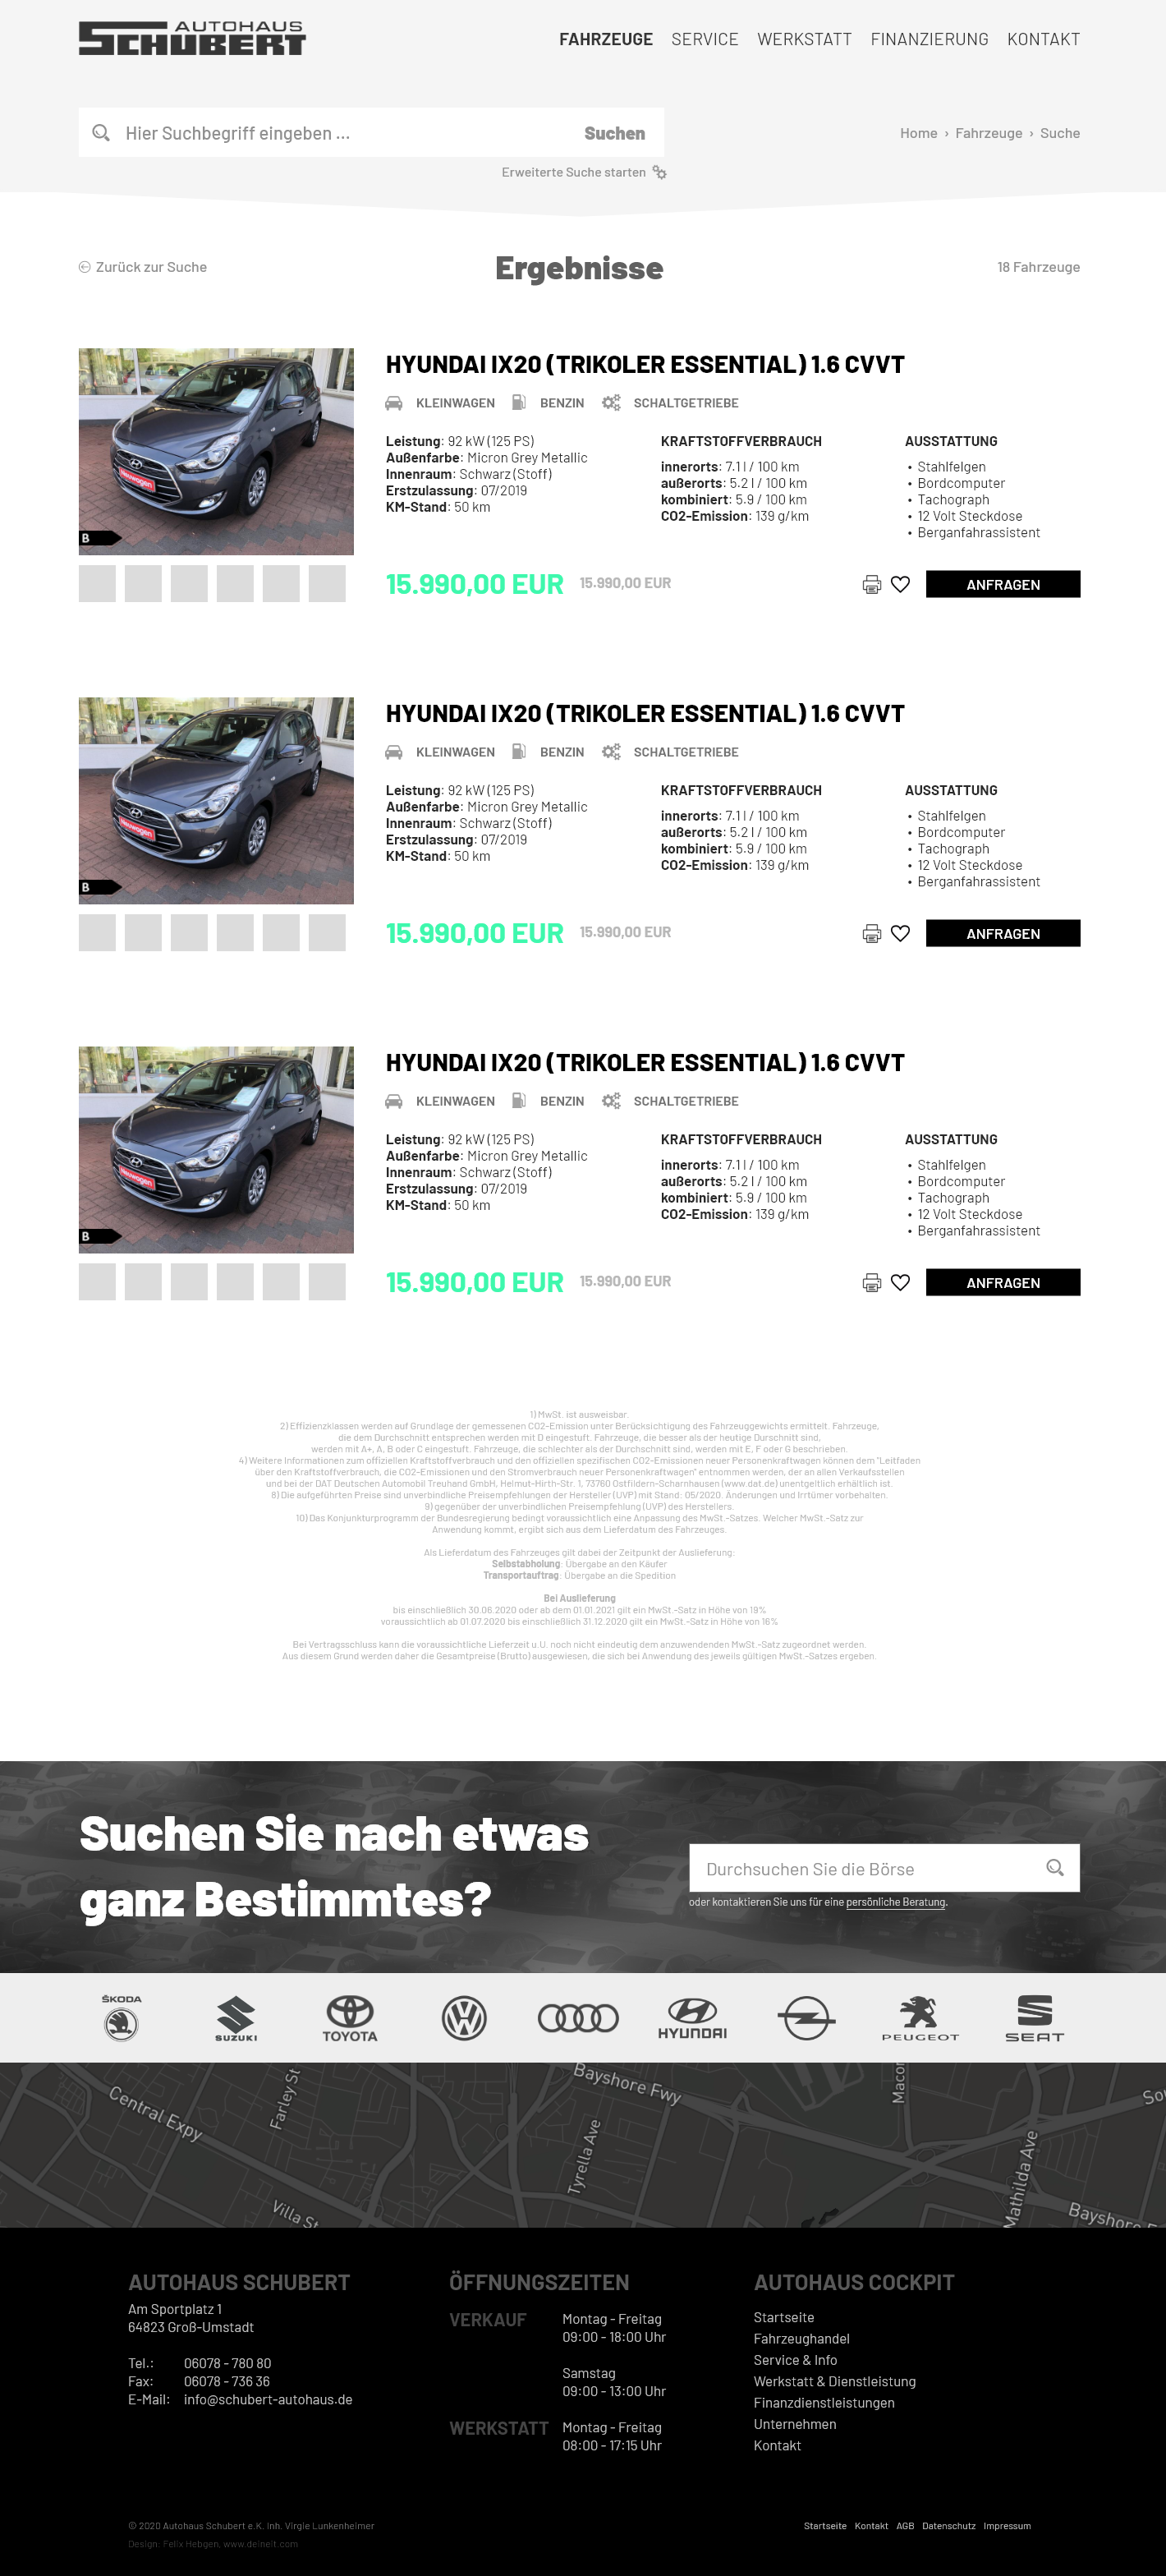 AUTOHAUS
SCHUBERT
FAHRZEUGE SERVICE WERKSTATT FINANZIERUNG KONTAKT
Hier Suchbegriff eingeben ... Suchen
Home › Fahrzeuge › Suche
Erweiterte Suche starten
Zurück zur Suche
Ergebnisse
18 Fahrzeuge
HYUNDAI IX20 (TRIKOLER ESSENTIAL) 1.6 CVVT
KLEINWAGEN BENZIN SCHALTGETRIEBE
Leistung: 92 kW (125 PS)
Außenfarbe: Micron Grey Metallic
Innenraum: Schwarz (Stoff)
Erstzulassung: 07/2019
KM-Stand: 50 km
KRAFTSTOFFVERBRAUCH
innerorts: 7.1 l / 100 km
außerorts: 5.2 l / 100 km
kombiniert: 5.9 / 100 km
CO2-Emission: 139 g/km
AUSSTATTUNG
• Stahlfelgen
• Bordcomputer
• Tachograph
• 12 Volt Steckdose
• Berganfahrassistent
Neuwagen
B
15.990,00 EUR 15.990,00 EUR
ANFRAGEN
HYUNDAI IX20 (TRIKOLER ESSENTIAL) 1.6 CVVT
KLEINWAGEN BENZIN SCHALTGETRIEBE
Leistung: 92 kW (125 PS)
Außenfarbe: Micron Grey Metallic
Innenraum: Schwarz (Stoff)
Erstzulassung: 07/2019
KM-Stand: 50 km
KRAFTSTOFFVERBRAUCH
innerorts: 7.1 l / 100 km
außerorts: 5.2 l / 100 km
kombiniert: 5.9 / 100 km
CO2-Emission: 139 g/km
AUSSTATTUNG
• Stahlfelgen
• Bordcomputer
• Tachograph
• 12 Volt Steckdose
• Berganfahrassistent
Neuwagen
B
15.990,00 EUR 15.990,00 EUR
ANFRAGEN
HYUNDAI IX20 (TRIKOLER ESSENTIAL) 1.6 CVVT
KLEINWAGEN BENZIN SCHALTGETRIEBE
Leistung: 92 kW (125 PS)
Außenfarbe: Micron Grey Metallic
Innenraum: Schwarz (Stoff)
Erstzulassung: 07/2019
KM-Stand: 50 km
KRAFTSTOFFVERBRAUCH
innerorts: 7.1 l / 100 km
außerorts: 5.2 l / 100 km
kombiniert: 5.9 / 100 km
CO2-Emission: 139 g/km
AUSSTATTUNG
• Stahlfelgen
• Bordcomputer
• Tachograph
• 12 Volt Steckdose
• Berganfahrassistent
Neuwagen
B
15.990,00 EUR 15.990,00 EUR
ANFRAGEN
1) MwSt. ist ausweisbar.
2) Effizienzklassen werden auf Grundlage der gemessenen CO2-Emission unter Berücksichtigung des Fahrzeuggewichts ermittelt. Fahrzeuge,
die dem Durchschnitt entsprechen werden mit D eingestuft. Fahrzeuge, die besser als der heutige Durschnitt sind,
werden mit A+, A, B oder C eingestuft. Fahrzeuge, die schlechter als der Durchschnitt sind, werden mit E, F oder G beschrieben.
4) Weitere Informationen zum offiziellen Kraftstoffverbrauch und den offiziellen spezifischen CO2-Emissionen neuer Personenkraftwagen können dem "Leitfaden
über den Kraftstoffverbrauch, die CO2-Emissionen und den Stromverbrauch neuer Personenkraftwagen" entnommen werden, der an allen Verkaufsstellen
und bei der DAT Deutschen Automobil Treuhand GmbH, Helmut-Hirth-Str. 1, 73760 Ostfildern-Scharnhausen (www.dat.de) unentgeltlich erhältlich ist.
8) Die aufgeführten Preise sind unverbindliche Preisempfehlungen der Hersteller (UVP) mit Stand: 05/2020. Änderungen und Irrtümer vorbehalten.
9) gegenüber der unverbindlichen Preisempfehlung (UVP) des Herstellers.
10) Das Konjunkturprogramm der Bundesregierung bedingt voraussichtlich eine Anpassung des MwSt.-Satzes. Welcher MwSt.-Satz zur
Anwendung kommt, ergibt sich aus dem Lieferdatum des Fahrzeuges.
Als Lieferdatum des Fahrzeuges gilt dabei der Zeitpunkt der Auslieferung:
Selbstabholung: Übergabe an den Käufer
Transportauftrag: Übergabe an die Spedition
Bei Auslieferung
bis einschließlich 30.06.2020 oder ab dem 01.01.2021 gilt ein MwSt.-Satz in Höhe von 19%
voraussichtlich ab 01.07.2020 bis einschließlich 31.12.2020 gilt ein MwSt.-Satz in Höhe von 16%
Bei Vertragsschluss kann die voraussichtliche Lieferzeit u.U. noch nicht eindeutig dem anzuwendenden MwSt.-Satz zugeordnet werden.
Aus diesem Grund werden daher die Gesamtpreise (Brutto) ausgewiesen, die sich bei Anwendung des jeweils gültigen MwSt.-Satzes ergeben.
Suchen Sie nach etwas
ganz Bestimmtes?
Durchsuchen Sie die Börse
oder kontaktieren Sie uns für eine persönliche Beratung.
ŠKODA
SUZUKI
TOYOTA
HYUNDAI
PEUGEOT
SEAT
Central Expy
Farley St
Villa St
Bayshore Fwy
Tyrella Ave
Macon
Mathilda Ave
Bayshore
AUTOHAUS SCHUBERT
Am Sportplatz 1
64823 Groß-Umstadt
Tel.: 06078 - 780 80
Fax: 06078 - 736 36
E-Mail: info@schubert-autohaus.de
ÖFFNUNGSZEITEN
VERKAUF Montag - Freitag
09:00 - 18:00 Uhr
Samstag
09:00 - 13:00 Uhr
WERKSTATT Montag - Freitag
08:00 - 17:15 Uhr
AUTOHAUS COCKPIT
Startseite
Fahrzeughandel
Service & Info
Werkstatt & Dienstleistung
Finanzdienstleistungen
Unternehmen
Kontakt
© 2020 Autohaus Schubert e.K. Inh. Virgie Lunkenheimer
Design: Felix Hebgen, www.deineit.com
Startseite Kontakt AGB Datenschutz Impressum